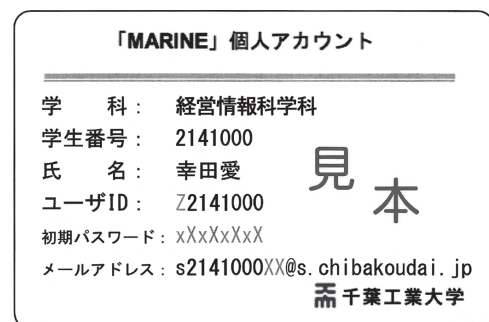 「MARINE」個人アカウント
学　　科： 経営情報科学科
学生番号： 2141000
氏　　名： 幸田愛
ユーザID： Z2141000
初期パスワード： xXxXxXxX
メールアドレス： s2141000XX@s.chibakoudai.jp
見本
千葉工業大学